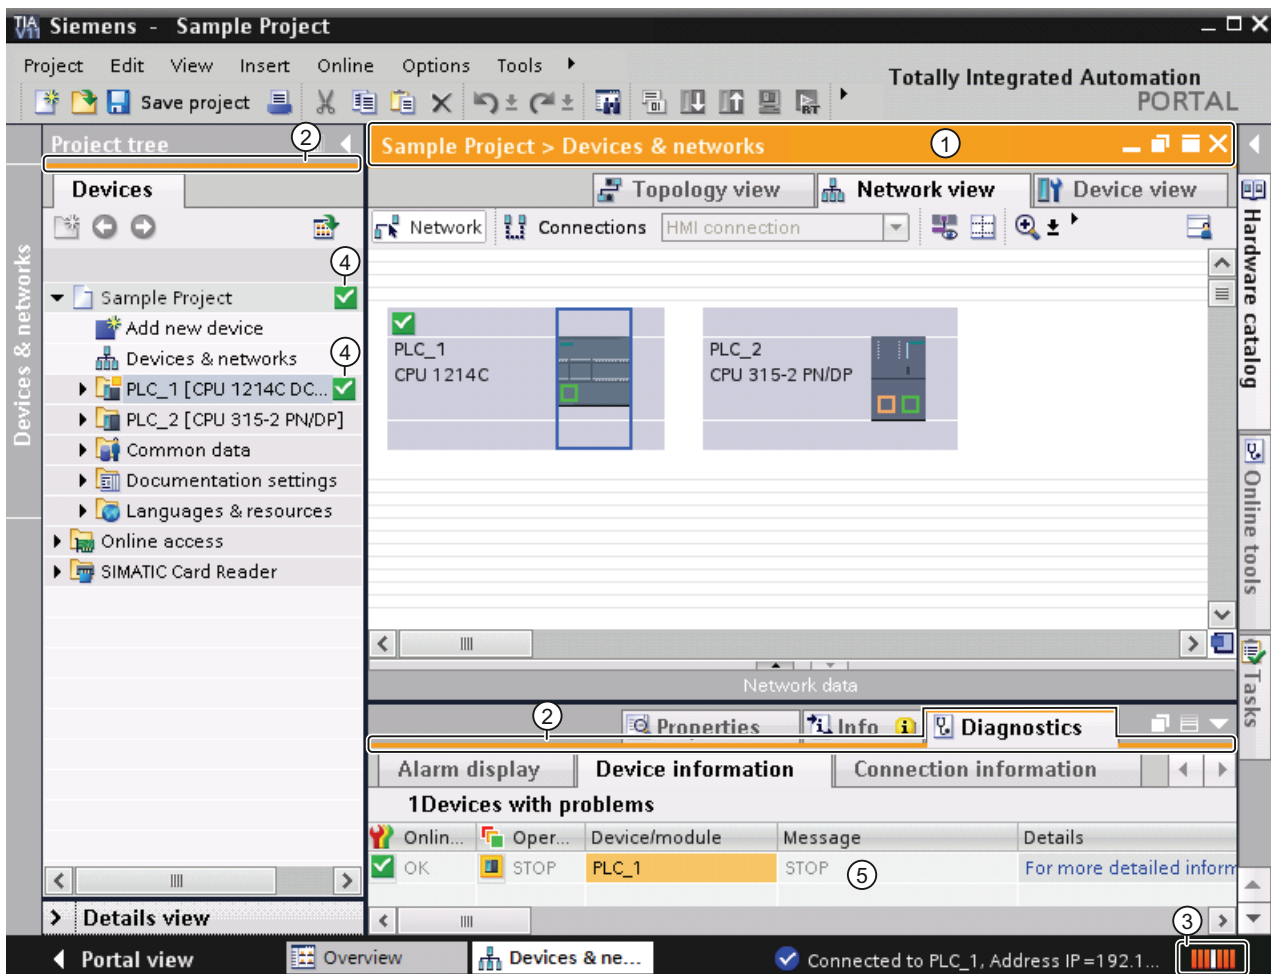 TIA V11 Siemens - Sample Project
Project Edit View Insert Online Options Tools
Totally Integrated Automation
PORTAL
Save project
Project tree
2
Sample Project > Devices & networks
1
Devices
Topology view
Network view
Device view
Network
Connections
HMI connection
Devices & networks
4
Sample Project
Add new device
Devices & networks
4
PLC_1 [CPU 1214C DC...
PLC_2 [CPU 315-2 PN/DP]
Common data
Documentation settings
Languages & resources
Online access
SIMATIC Card Reader
PLC_1
CPU 1214C
PLC_2
CPU 315-2 PN/DP
Hardware catalog
Online tools
Tasks
Network data
2
Properties
Info
Diagnostics
Alarm display
Device information
Connection information
1Devices with problems
Onlin... Oper... Device/module Message Details
OK STOP PLC_1 STOP For more detailed inform
5
Details view
3
Portal view
Overview
Devices & ne...
Connected to PLC_1, Address IP=192.1...